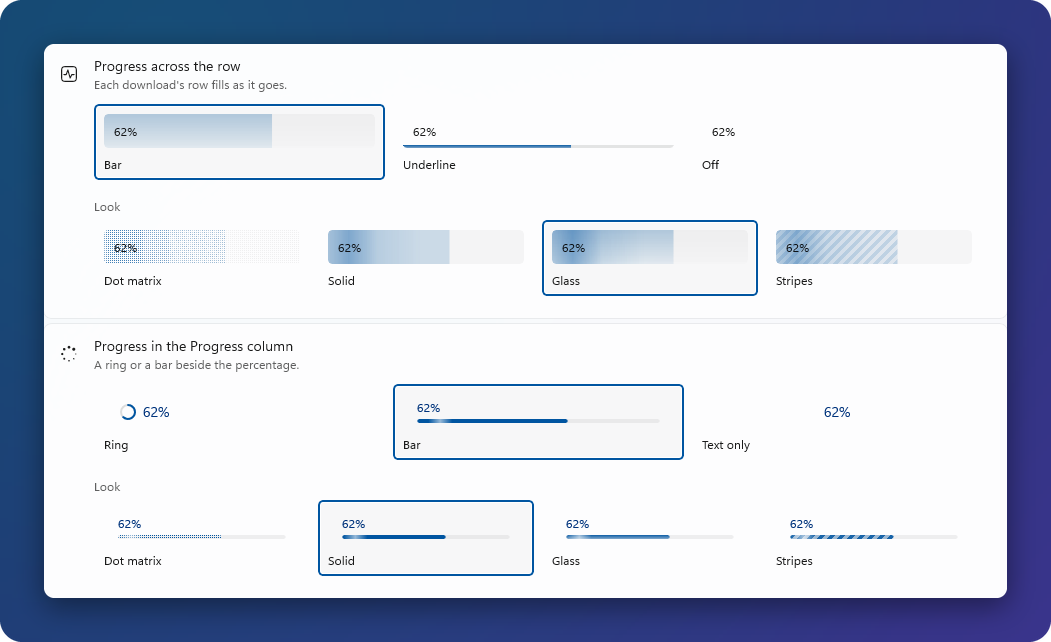 Progress across the row
Each download's row fills as it goes.
62%
62%
62%
Bar
Underline
Off
Look
62%
62%
62%
62%
Dot matrix
Solid
Glass
Stripes
Progress in the Progress column
A ring or a bar beside the percentage.
62%
62%
62%
Ring
Bar
Text only
Look
62%
62%
62%
62%
Dot matrix
Solid
Glass
Stripes